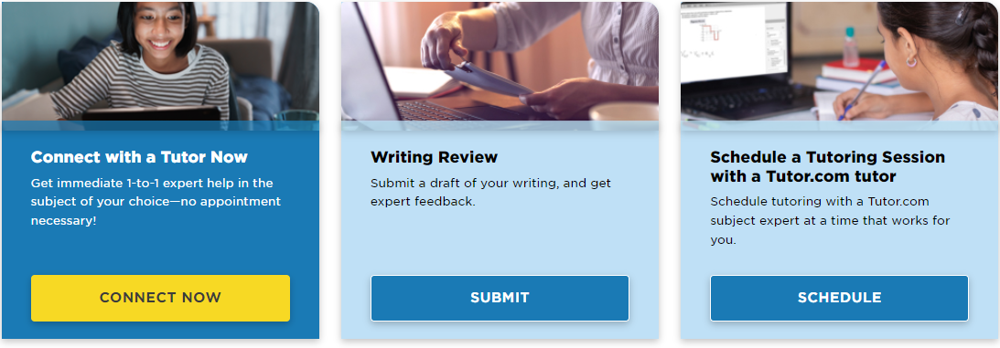 Connect with a Tutor Now
Get immediate 1-to-1 expert help in the
subject of your choice—no appointment
necessary!
CONNECT NOW
Writing Review
Submit a draft of your writing, and get
expert feedback.
SUBMIT
Schedule a Tutoring Session
with a Tutor.com tutor
Schedule tutoring with a Tutor.com
subject expert at a time that works for
you.
SCHEDULE